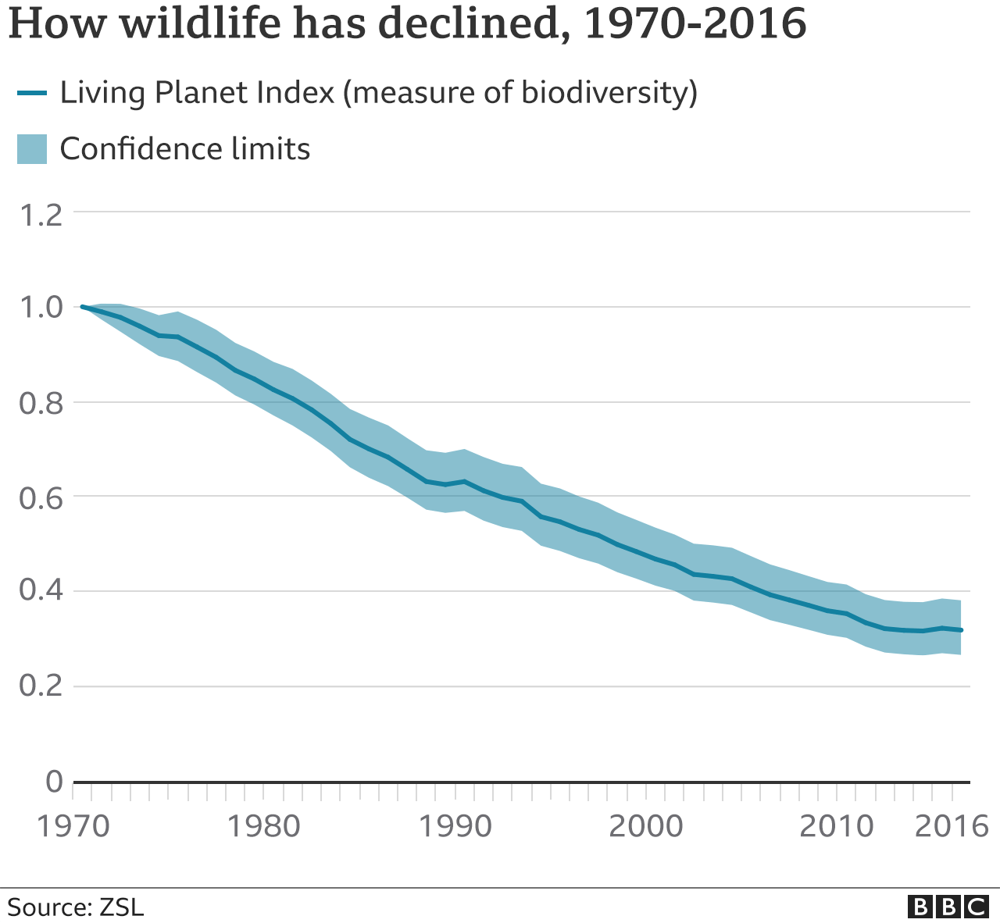 How wildlife has declined, 1970-2016
Living Planet Index (measure of biodiversity)
Confidence limits
1.2
1.0
0.8
0.6
0.4
0.2
0
1970 1980 1990 2000 2010 2016
Source: ZSL
BBC